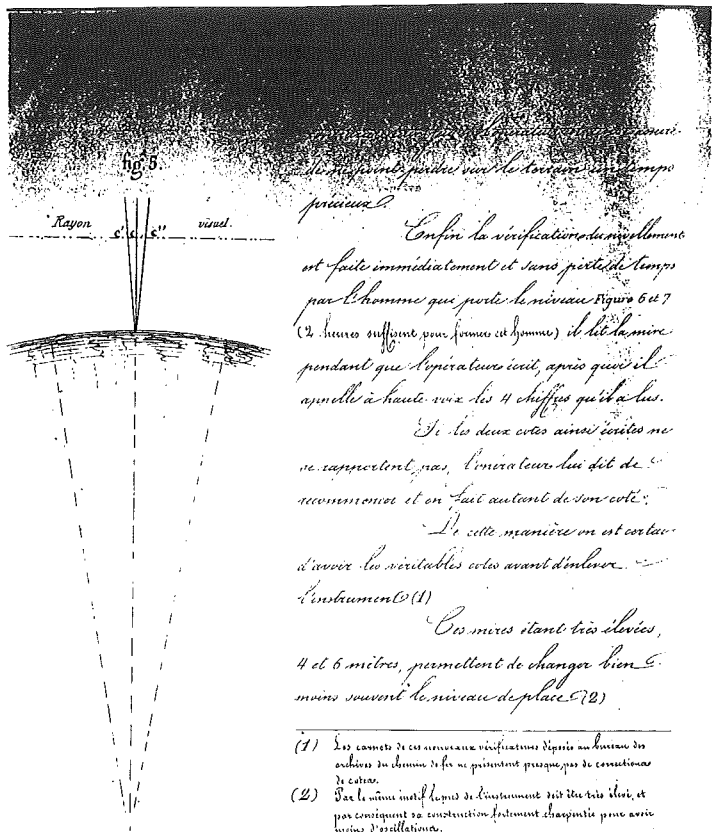 fig. 5.
Rayon c' c c'' visuel.
perdre sur le terrain un temps
précieux.
Enfin la vérification du nivellement
est faite immédiatement et sans perte de temps
par l'homme qui porte le niveau Figure 6 et 7
(2 heures suffisent pour former cet homme) il lit la mire
pendant que l'opérateur écrit, après quoi il
appelle à haute voix les 4 chiffres qu'il a lus.
Si les deux cotes ainsi écrites ne
se rapportent pas, l'opérateur lui dit de
recommencer et en fait autant de son coté.
De cette manière on est certain
d'avoir les véritables cotes avant d'enlever
l'instrument (1)
Ces mires étant très élevées,
4 et 6 mètres, permettent de changer bien
moins souvent le niveau de place (2)
(1) Les carnets de ces nouveaux vérificateurs déposés au bureau des
archives du chemin de fer ne présentent presque pas de corrections
de cotes.
(2) Par le même motif le pied de l'instrument doit être très élevé, et
par conséquent sa construction fortement charpentée pour avoir
moins d'oscillations.